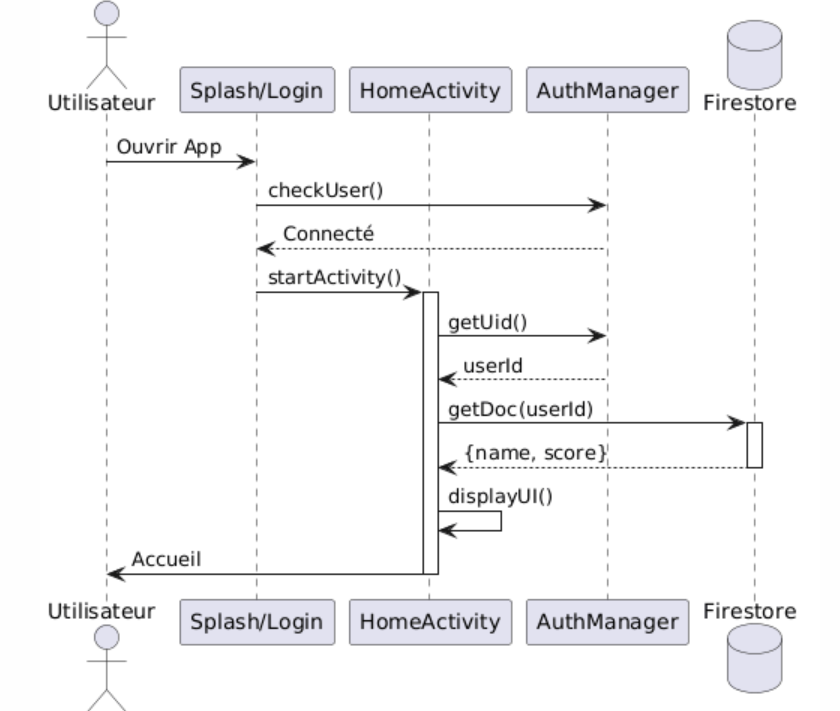 Utilisateur
Splash/Login
HomeActivity
AuthManager
Firestore
Ouvrir App
checkUser()
Connecté
startActivity()
getUid()
userId
getDoc(userId)
{name, score}
displayUI()
Accueil
Utilisateur
Splash/Login
HomeActivity
AuthManager
Firestore